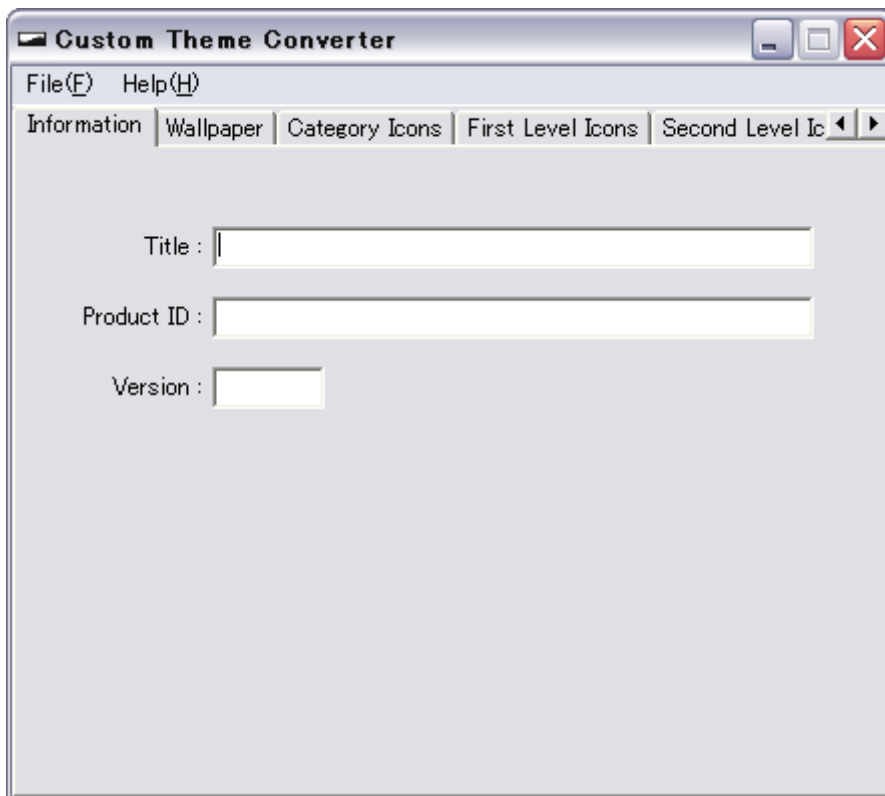 Custom Theme Converter
File(F) Help(H)
Information Wallpaper Category Icons First Level Icons Second Level Ic
Title :
Product ID :
Version :